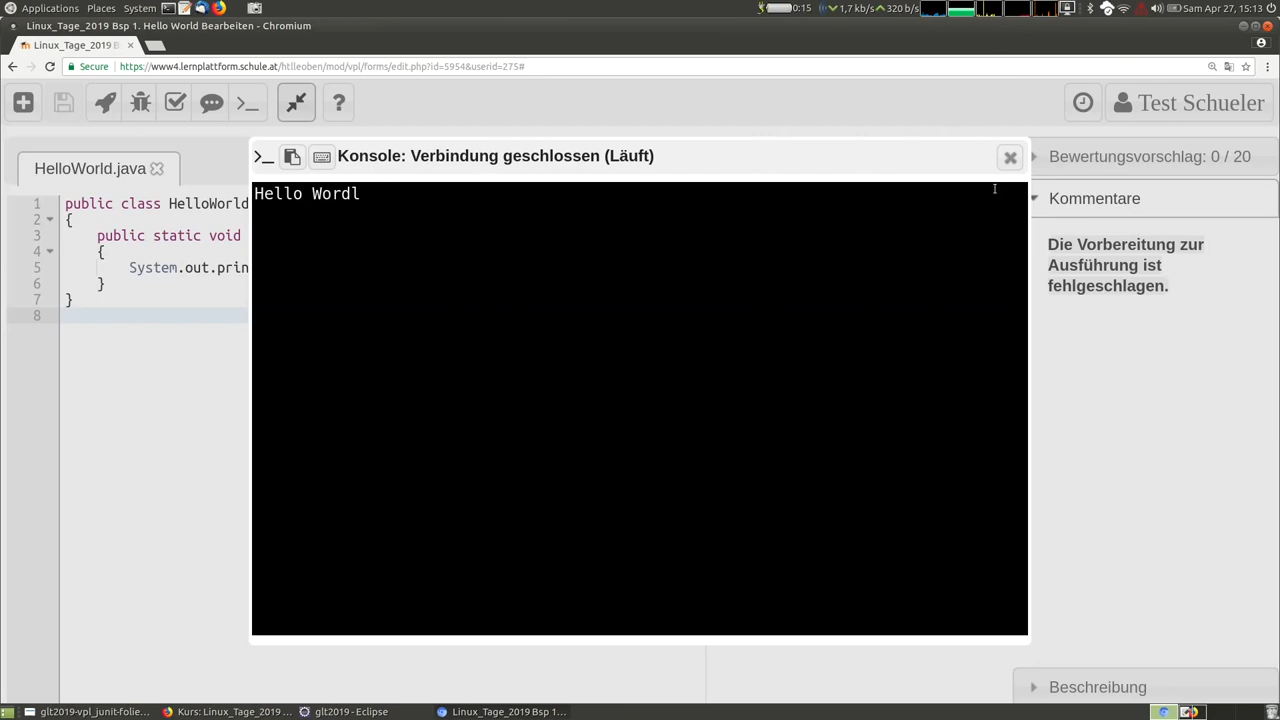 Applications Places System 0:15 1,7 kb/s 320 b/s Sam Apr 27, 15:13
Linux_Tage_2019 Bsp 1. Hello World Bearbeiten - Chromium
Linux_Tage_2019 B
Secure https://www4.lernplattform.schule.at/htlleoben/mod/vpl/forms/edit.php?id=5954&userid=275#
Test Schueler
Konsole: Verbindung geschlossen (Läuft)
Bewertungsvorschlag: 0 / 20
HelloWorld.java
Kommentare
Hello Wordl
1 public class HelloWorld
2 {
3 public static void
4 {
5 System.out.prin
6 }
7 }
8
Die Vorbereitung zur
Ausführung ist
fehlgeschlagen.
Beschreibung
glt2019-vpl_junit-folie... Kurs: Linux_Tage_2019 ... glt2019 - Eclipse Linux_Tage_2019 Bsp 1...